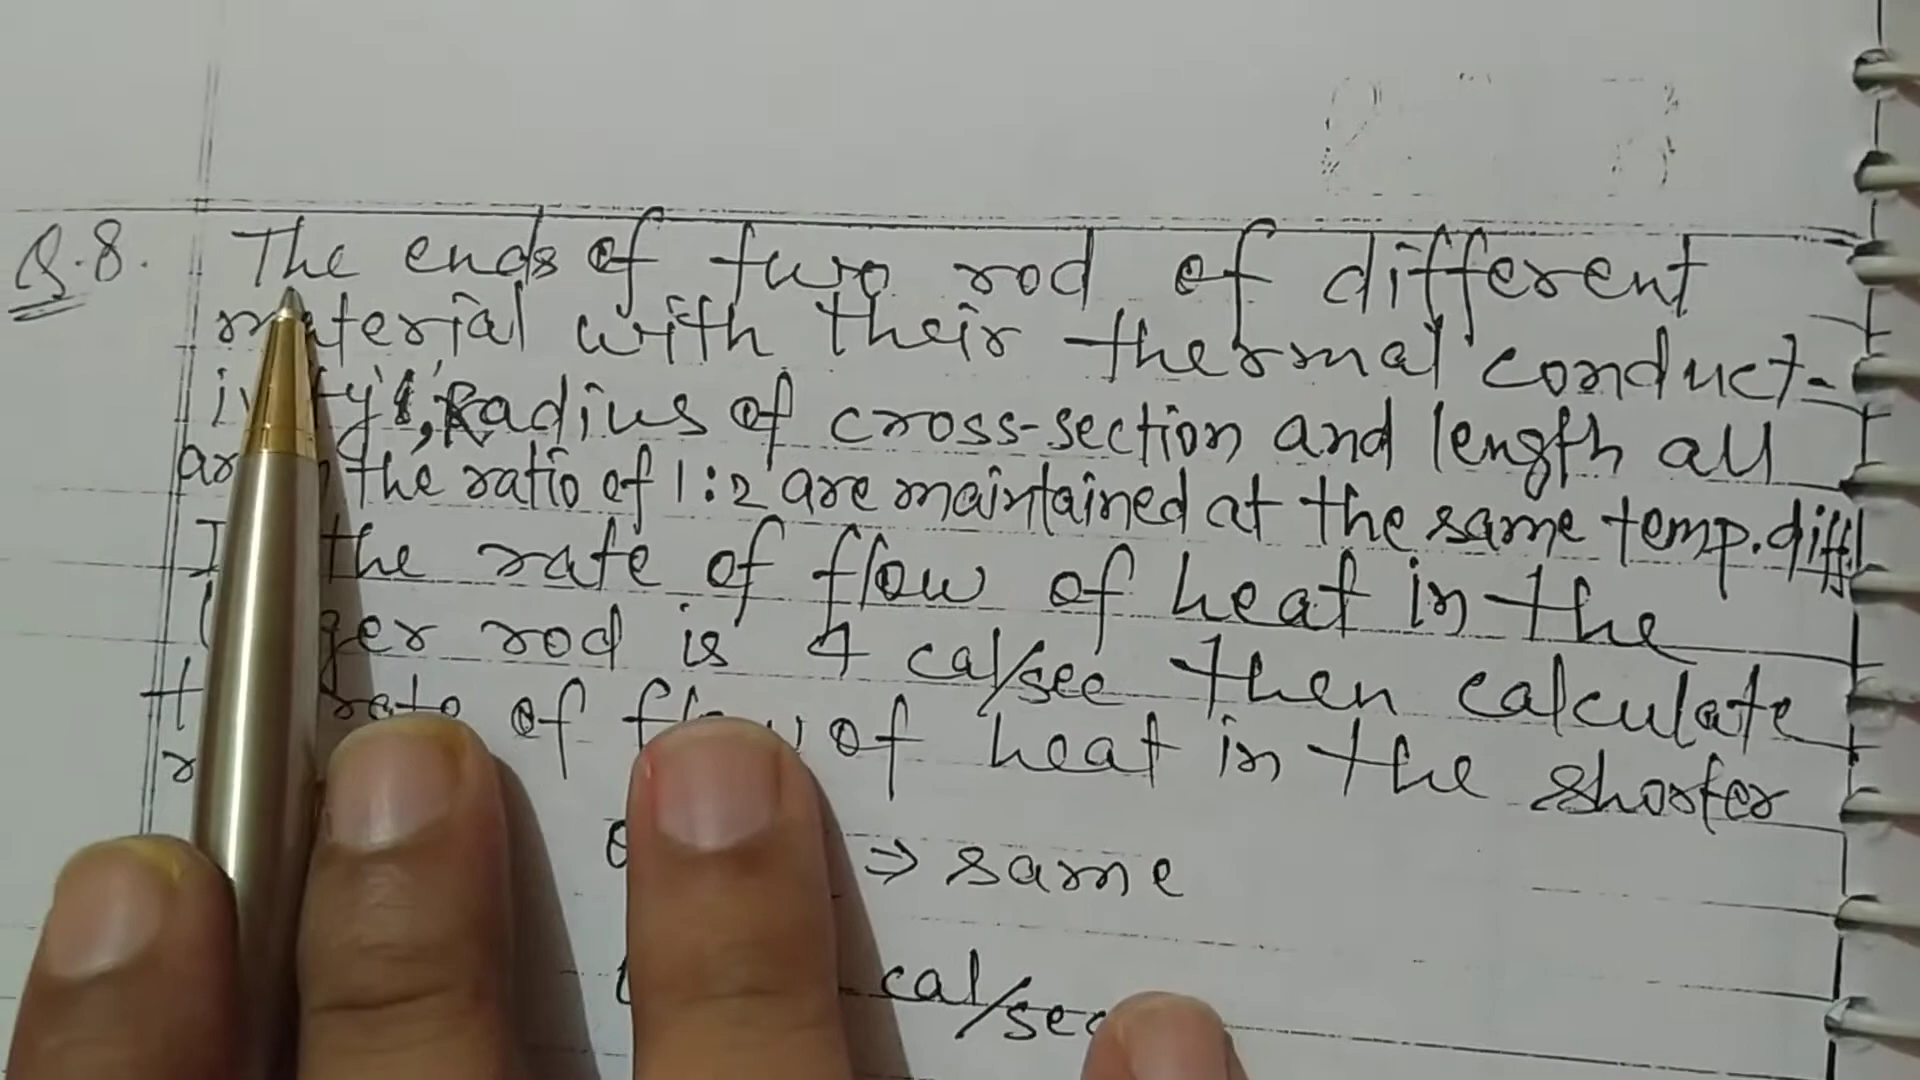 Q.8. The ends of two rod of different
material with their thermal conduct-
, Radius of cross-section and length all
the ratio of 1:2 are maintained at the same temp. diff.
the rate of flow of heat in the
rod is 4 cal/sec then calculate
rate of of heat in the shorter
⇒ same
cal/sec